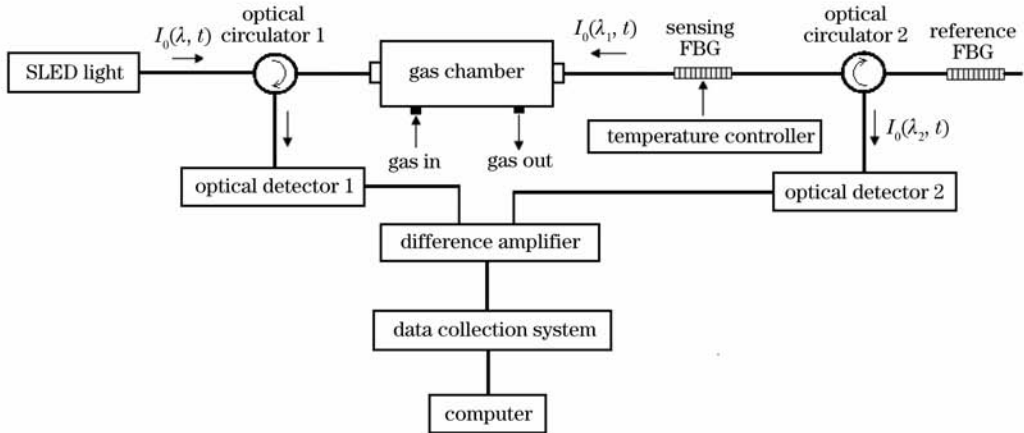 SLED light
I₀(λ, t)
optical
circulator 1
gas chamber
I₀(λ₁, t)
sensing
FBG
optical
circulator 2
reference
FBG
gas in
gas out
temperature controller
I₀(λ₂, t)
optical detector 1
optical detector 2
difference amplifier
data collection system
computer